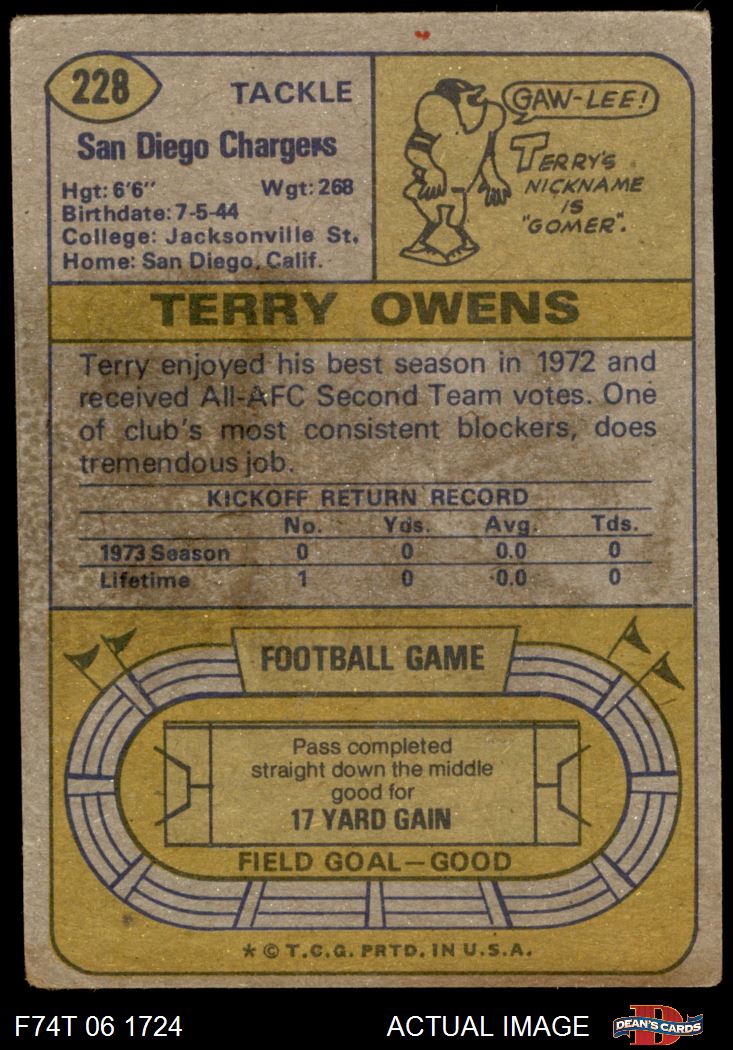 228
TACKLE
San Diego Chargers
Hgt: 6'6" Wgt: 268
Birthdate: 7-5-44
College: Jacksonville St.
Home: San Diego, Calif.
GAW-LEE!
TERRY'S
NICKNAME
IS
"GOMER".
TERRY OWENS
Terry enjoyed his best season in 1972 and
received All-AFC Second Team votes. One
of club's most consistent blockers, does
tremendous job.
KICKOFF RETURN RECORD
No. Yds. Avg. Tds.
1973 Season 0 0 0.0 0
Lifetime 1 0 0.0 0
FOOTBALL GAME
Pass completed
straight down the middle
good for
17 YARD GAIN
FIELD GOAL—GOOD
* © T.C.G. PRTD. IN U.S.A.
F74T 06 1724 ACTUAL IMAGE DEAN'S CARDS